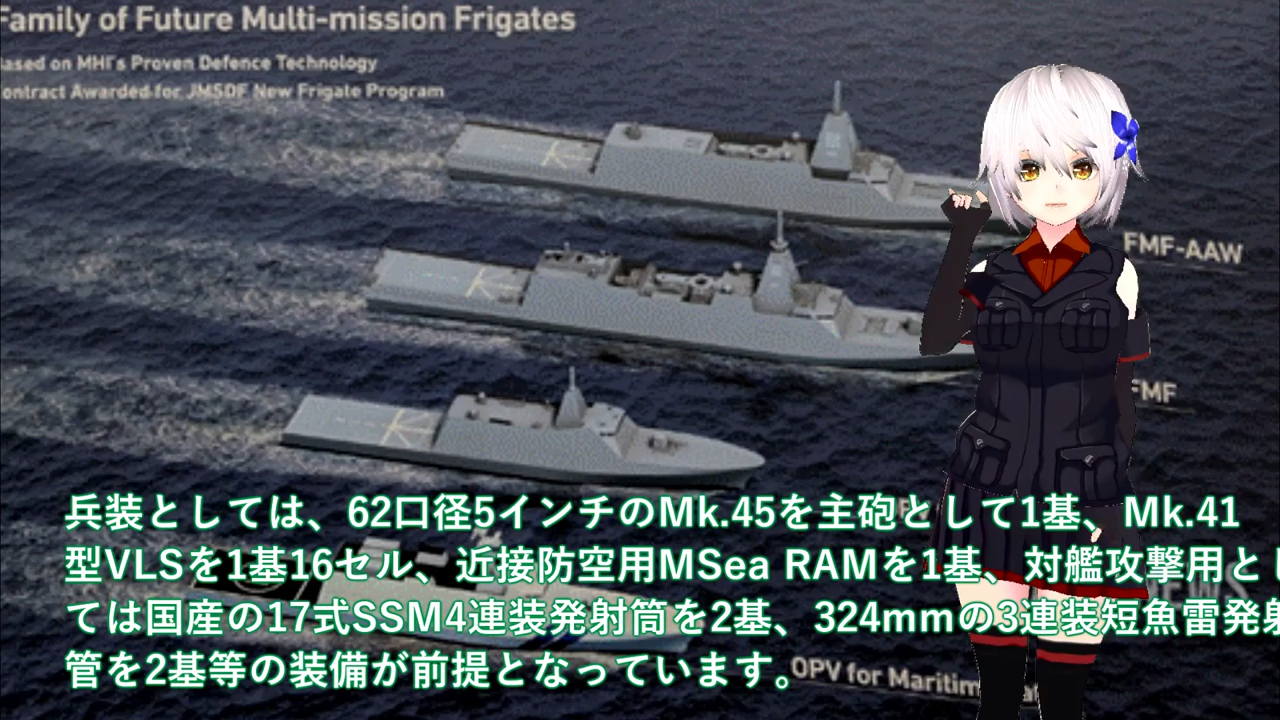 Family of Future Multi-mission Frigates
ased on MHI's Proven Defence Technology
ontract Awarded for JMSDF New Frigate Program
FMF-AAW
FMF
兵装としては、62口径5インチのMk.45を主砲として1基、Mk.41
型VLSを1基16セル、近接防空用MSea RAMを1基、対艦攻撃用とし
ては国産の17式SSM4連装発射筒を2基、324mmの3連装短魚雷発射
管を2基等の装備が前提となっています。
OPV for Maritim